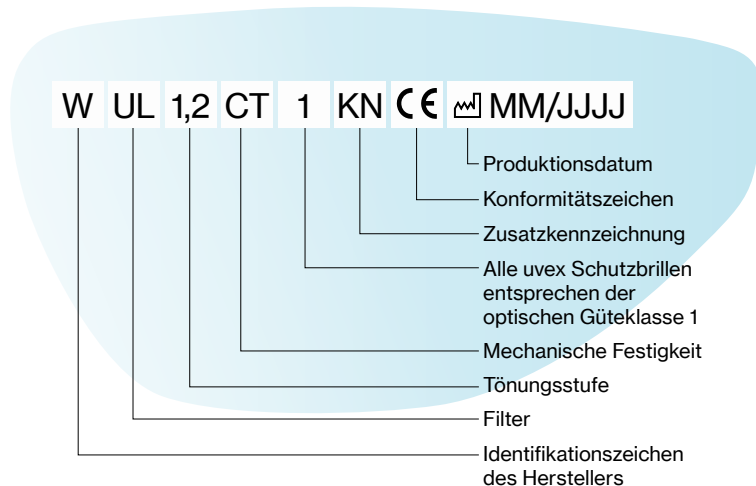 W UL 1,2 CT 1 KN CE MM/JJJJ
Produktionsdatum
Konformitätszeichen
Zusatzkennzeichnung
Alle uvex Schutzbrillen
entsprechen der
optischen Güteklasse 1
Mechanische Festigkeit
Tönungsstufe
Filter
Identifikationszeichen
des Herstellers